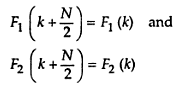 F₁(k + N/2) = F₁(k) and
F₂(k + N/2) = F₂(k)